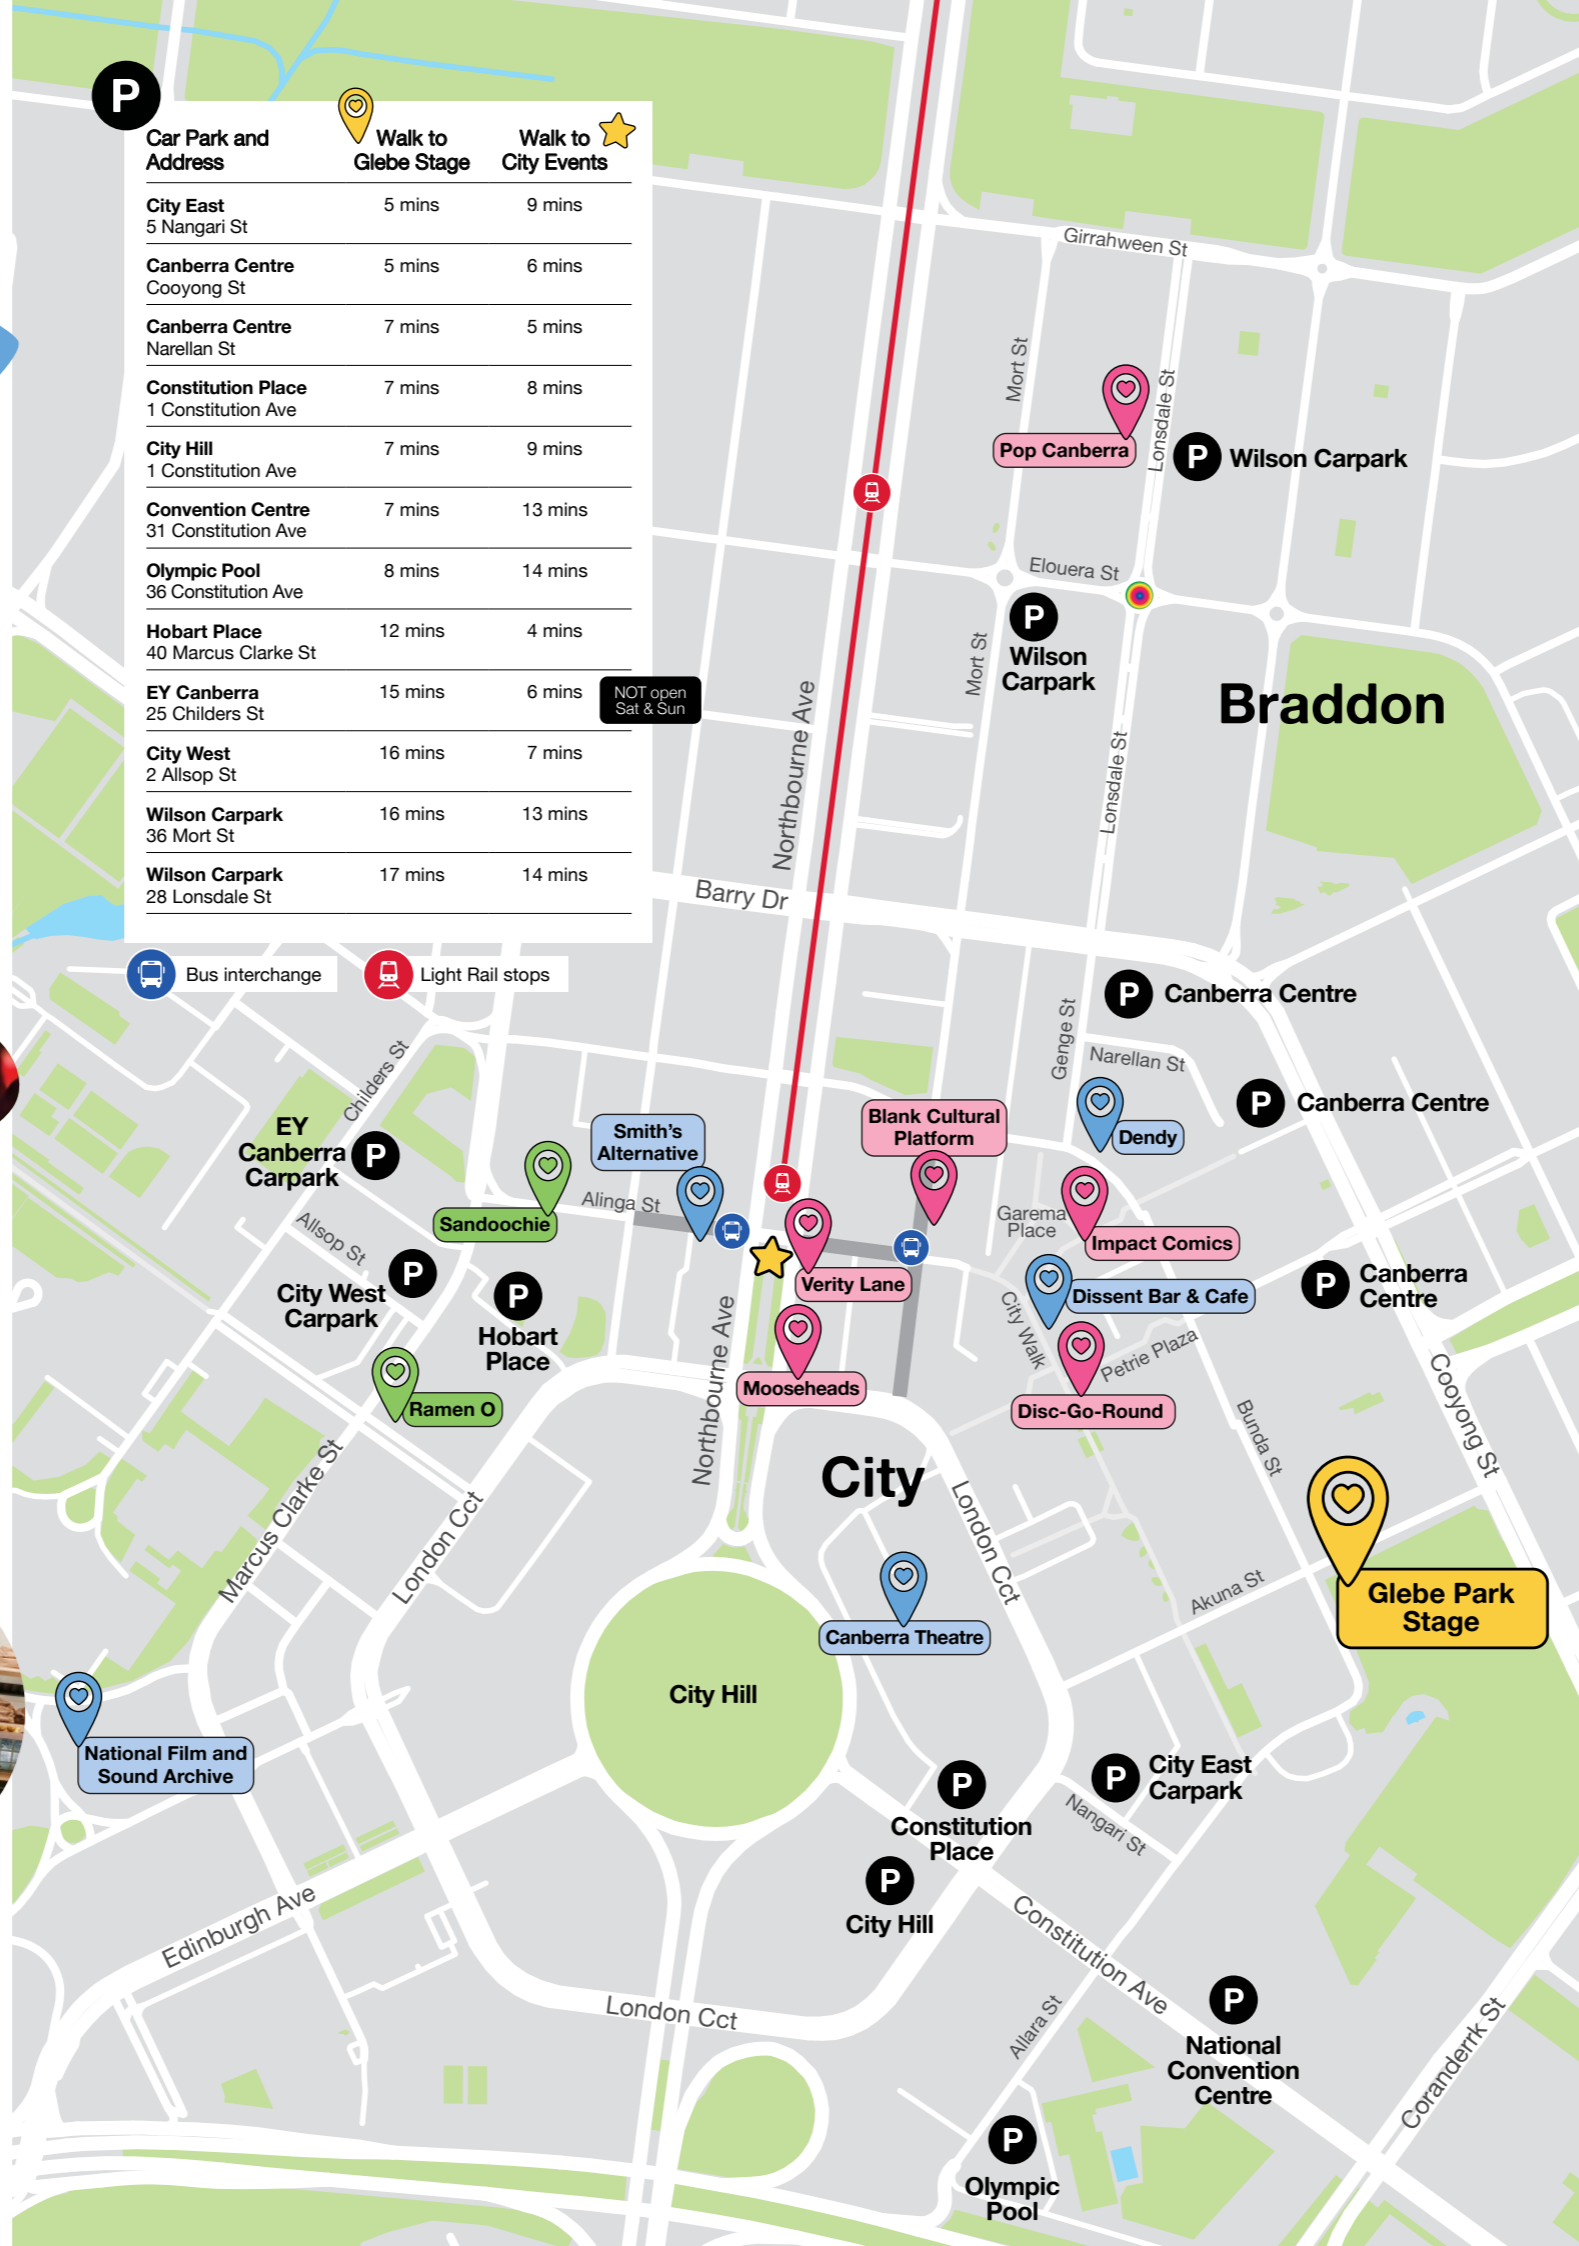 P
Car Park and
Address
Walk to
Glebe Stage
Walk to
City Events
City East
5 Nangari St
5 mins
9 mins
Canberra Centre
Cooyong St
5 mins
6 mins
Canberra Centre
Narellan St
7 mins
5 mins
Constitution Place
1 Constitution Ave
7 mins
8 mins
City Hill
1 Constitution Ave
7 mins
9 mins
Convention Centre
31 Constitution Ave
7 mins
13 mins
Olympic Pool
36 Constitution Ave
8 mins
14 mins
Hobart Place
40 Marcus Clarke St
12 mins
4 mins
EY Canberra
25 Childers St
15 mins
6 mins
NOT open
Sat & Sun
City West
2 Allsop St
16 mins
7 mins
Wilson Carpark
36 Mort St
16 mins
13 mins
Wilson Carpark
28 Lonsdale St
17 mins
14 mins
Bus interchange
Light Rail stops
Girrahween St
Mort St
Lonsdale St
Pop Canberra
P
Wilson Carpark
Elouera St
P
Wilson
Carpark
Mort St
Braddon
Northbourne Ave
Lonsdale St
Barry Dr
P
Canberra Centre
Genge St
Narellan St
P
Canberra Centre
Childers St
EY
Canberra
Carpark
P
Smith's
Alternative
Blank Cultural
Platform
Dendy
Alinga St
Sandoochie
Garema
Place
Impact Comics
Allsop St
P
City West
Carpark
P
Hobart
Place
Verity Lane
Dissent Bar & Cafe
P
Canberra
Centre
City Walk
Petrie Plaza
Northbourne Ave
Mooseheads
Ramen O
Disc-Go-Round
Cooyong St
Bunda St
Marcus Clarke St
London Cct
City
London Cct
Glebe Park
Stage
Akuna St
Canberra Theatre
City Hill
National Film and
Sound Archive
P
Constitution
Place
P
City East
Carpark
Nangari St
P
City Hill
Edinburgh Ave
Constitution Ave
London Cct
Allara St
P
National
Convention
Centre
Coranderrk St
P
Olympic
Pool